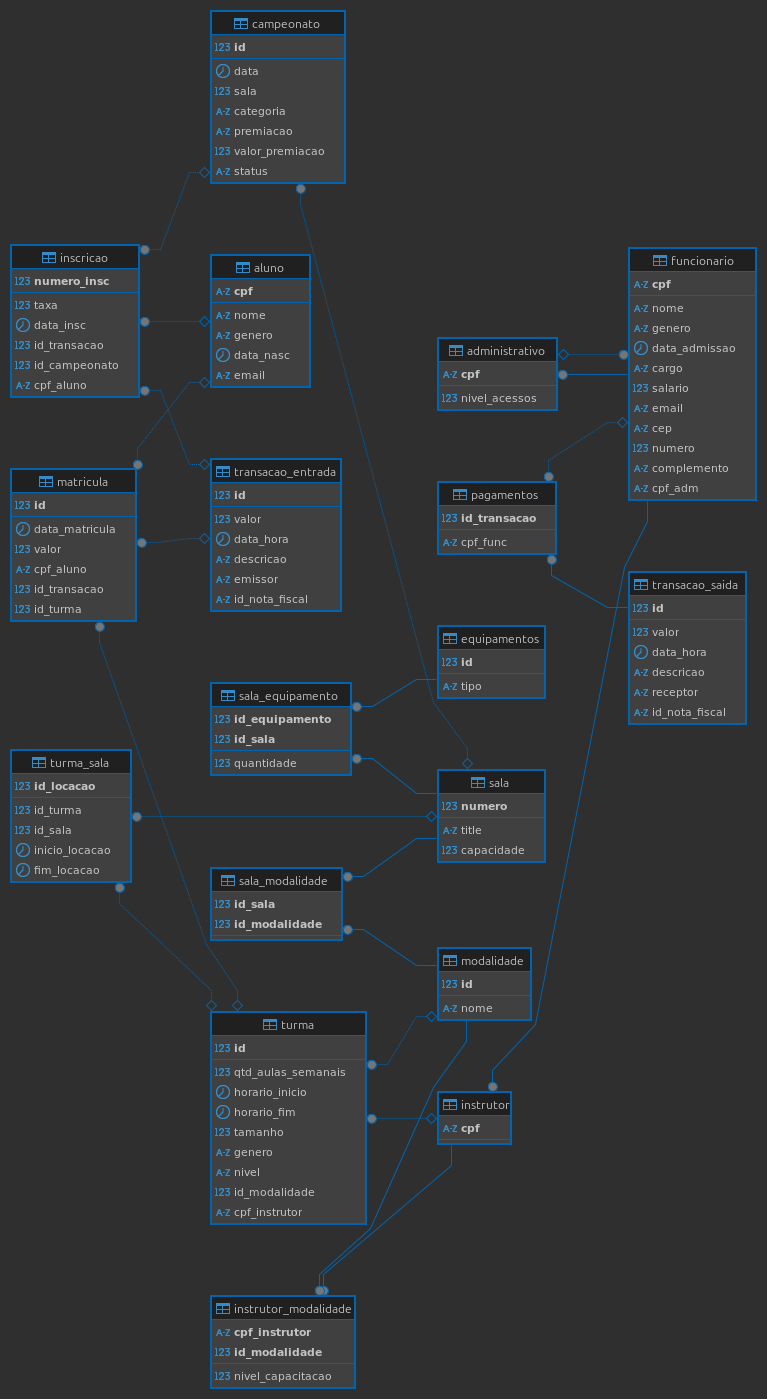 campeonato
123 id
data
123 sala
A-Z categoria
A-Z premiacao
123 valor_premiacao
A-Z status
inscricao
123 numero_insc
123 taxa
data_insc
123 id_transacao
123 id_campeonato
A-Z cpf_aluno
aluno
A-Z cpf
A-Z nome
A-Z genero
data_nasc
A-Z email
funcionario
A-Z cpf
A-Z nome
A-Z genero
data_admissao
A-Z cargo
123 salario
A-Z email
A-Z cep
123 numero
A-Z complemento
A-Z cpf_adm
administrativo
A-Z cpf
123 nivel_acessos
matricula
123 id
data_matricula
123 valor
A-Z cpf_aluno
123 id_transacao
123 id_turma
transacao_entrada
123 id
123 valor
data_hora
A-Z descricao
A-Z emissor
A-Z id_nota_fiscal
pagamentos
123 id_transacao
A-Z cpf_func
transacao_saida
123 id
123 valor
data_hora
A-Z descricao
A-Z receptor
A-Z id_nota_fiscal
equipamentos
123 id
A-Z tipo
sala_equipamento
123 id_equipamento
123 id_sala
123 quantidade
turma_sala
123 id_locacao
123 id_turma
123 id_sala
inicio_locacao
fim_locacao
sala
123 numero
A-Z title
123 capacidade
sala_modalidade
123 id_sala
123 id_modalidade
modalidade
123 id
A-Z nome
turma
123 id
123 qtd_aulas_semanais
horario_inicio
horario_fim
123 tamanho
A-Z genero
A-Z nivel
123 id_modalidade
A-Z cpf_instrutor
instrutor
A-Z cpf
instrutor_modalidade
A-Z cpf_instrutor
123 id_modalidade
123 nivel_capacitacao